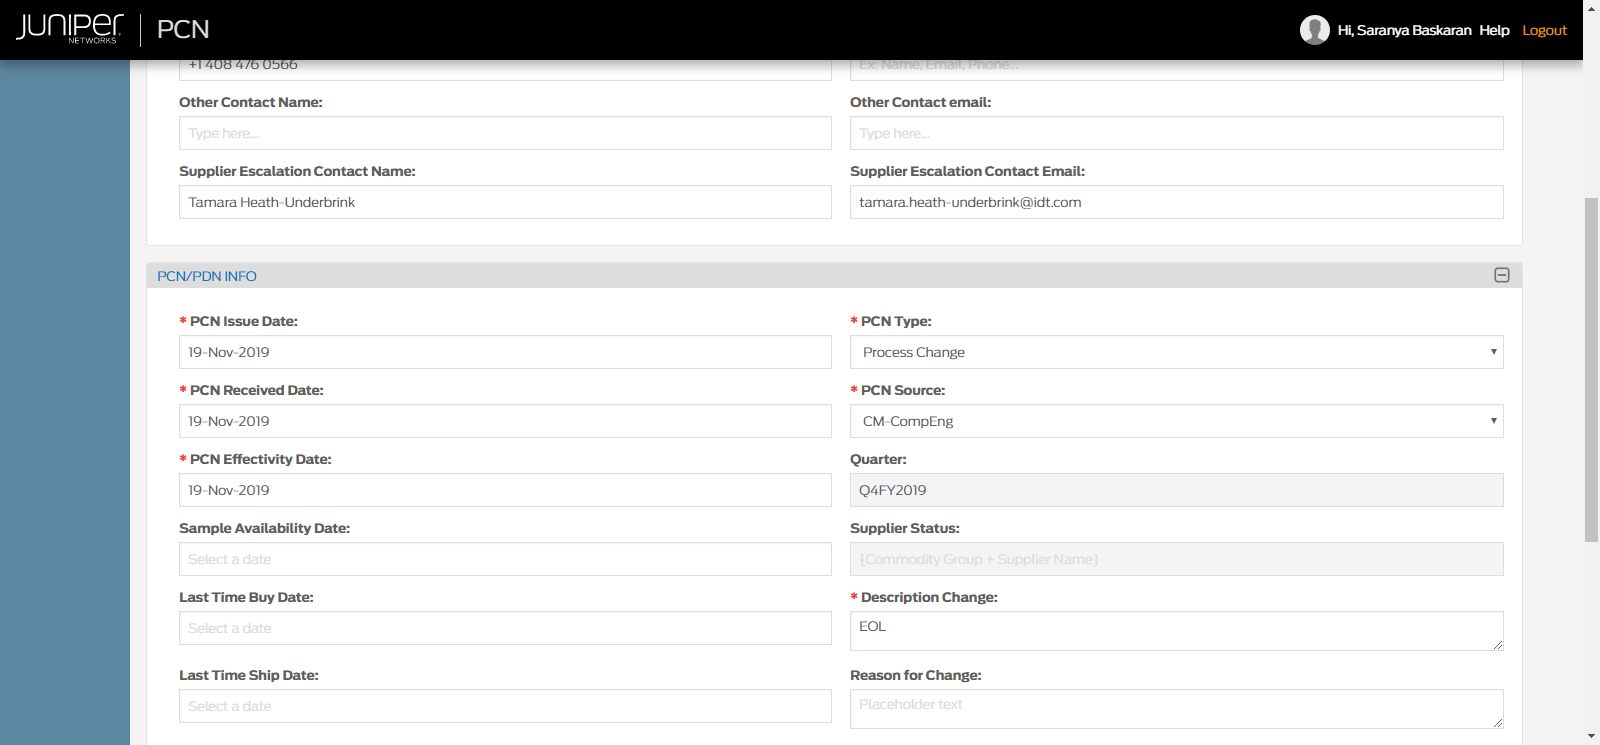 JUNIPER NETWORKS PCN Hi, Saranya Baskaran Help Logout
+1 408 476 0566 Ex: Name, Email, Phone...
Other Contact Name: Other Contact email:
Type here... Type here...
Supplier Escalation Contact Name: Supplier Escalation Contact Email:
Tamara Heath-Underbrink tamara.heath-underbrink@idt.com
PCN/PDN INFO
* PCN Issue Date: * PCN Type:
19-Nov-2019 Process Change
* PCN Received Date: * PCN Source:
19-Nov-2019 CM-CompEng
* PCN Effectivity Date: Quarter:
19-Nov-2019 Q4FY2019
Sample Availability Date: Supplier Status:
Select a date {Commodity Group + Supplier Name}
Last Time Buy Date: * Description Change:
Select a date EOL
Last Time Ship Date: Reason for Change:
Select a date Placeholder text